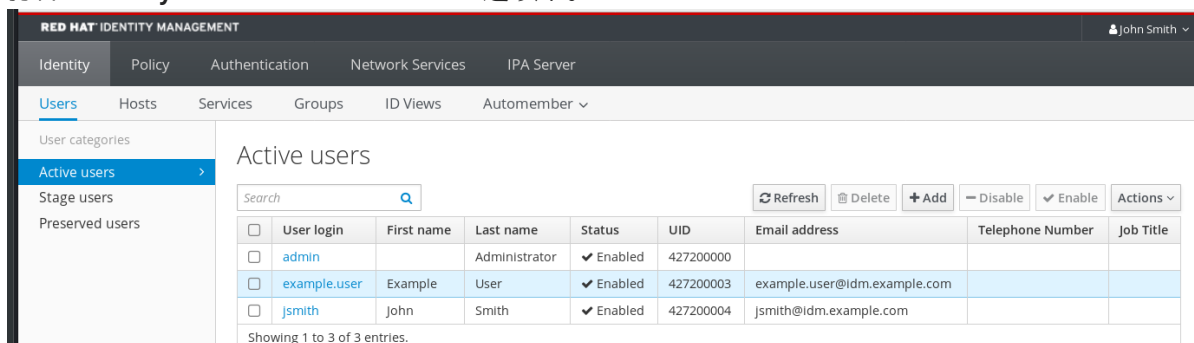 RED HAT IDENTITY MANAGEMENT John Smith
Identity Policy Authentication Network Services IPA Server
Users Hosts Services Groups ID Views Automember
User categories
Active users
Stage users
Preserved users
Active users
Search Refresh Delete Add Disable Enable Actions
User login First name Last name Status UID Email address Telephone Number Job Title
admin Administrator Enabled 427200000
example.user Example User Enabled 427200003 example.user@idm.example.com
jsmith John Smith Enabled 427200004 jsmith@idm.example.com
Showing 1 to 3 of 3 entries.